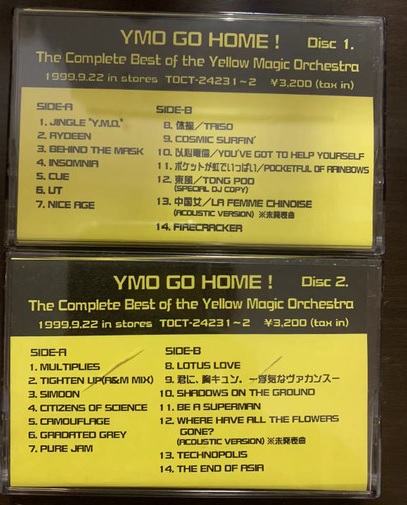 YMO GO HOME! Disc 1.
The Complete Best of the Yellow Magic Orchestra
1999.9.22 in stores TOCT-24231~2 ¥3,200 (tax in)
SIDE-A
1. JINGLE "Y.M.O."
2. RYDEEN
3. BEHIND THE MASK
4. INSOMNIA
5. CUE
6. U.T
7. NICE AGE
SIDE-B
8. 体操/TAISO
9. COSMIC SURFIN'
10. 以心電信/YOU'VE GOT TO HELP YOURSELF
11. ポケットが虹でいっぱい/POCKETFUL OF RAINBOWS
12. 東風/TONG POO
(SPECIAL DJ COPY)
13. 中国女/LA FEMME CHINOISE
(ACOUSTIC VERSION) ※未発表曲
14. FIRECRACKER
YMO GO HOME! Disc 2.
The Complete Best of the Yellow Magic Orchestra
1999.9.22 in stores TOCT-24231~2 ¥3,200 (tax in)
SIDE-A
1. MULTIPLIES
2. TIGHTEN UP(A&M MIX)
3. SIMOON
4. CITIZENS OF SCIENCE
5. CAMOUFLAGE
6. GRADATED GREY
7. PURE JAM
SIDE-B
8. LOTUS LOVE
9. 君に、胸キュン。~浮気なヴァカンス~
10. SHADOWS ON THE GROUND
11. BE A SUPERMAN
12. WHERE HAVE ALL THE FLOWERS
GONE?
(ACOUSTIC VERSION) ※未発表曲
13. TECHNOPOLIS
14. THE END OF ASIA